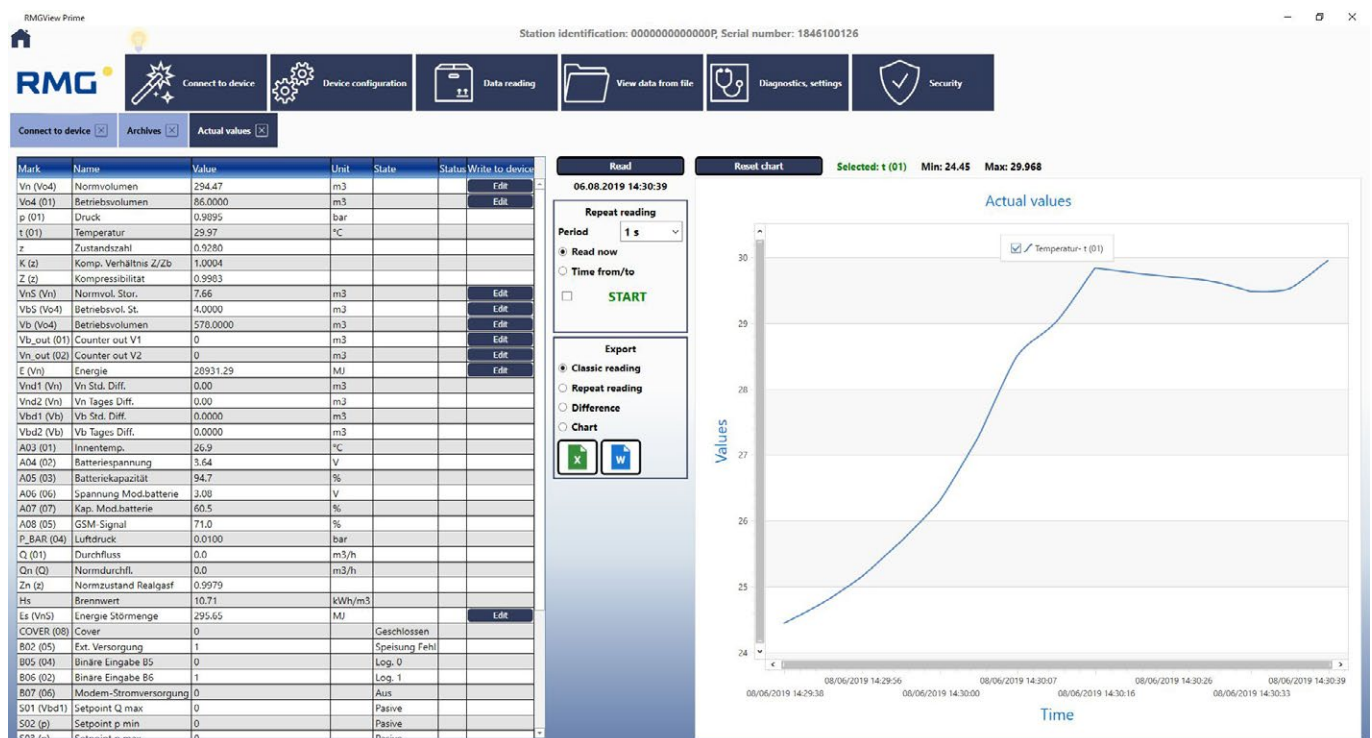 RMGView Prime
Station identification: 0000000000000P, Serial number: 1846100126
RMG
Connect to device
Device configuration
Data reading
View data from file
Diagnostics, settings
Security
Connect to device Archives Actual values
Mark Name Value Unit State Status Write to device
Vn (Vo4) Normvolumen 294.47 m3 Edit
Vo4 (01) Betriebsvolumen 86.0000 m3 Edit
p (01) Druck 0.9895 bar
t (01) Temperatur 29.97 °C
z Zustandszahl 0.9280
K (z) Komp. Verhältnis Z/Zb 1.0004
Z (z) Kompressibilität 0.9983
VnS (Vn) Normvol. Stor. 7.66 m3 Edit
VbS (Vo4) Betriebsvol. St. 4.0000 m3 Edit
Vb (Vo4) Betriebsvolumen 578.0000 m3 Edit
Vb_out (01) Counter out V1 0 m3 Edit
Vn_out (02) Counter out V2 0 m3 Edit
E (Vn) Energie 28931.29 MJ Edit
Vnd1 (Vn) Vn Std. Diff. 0.00 m3
Vnd2 (Vn) Vn Tages Diff. 0.00 m3
Vbd1 (Vb) Vb Std. Diff. 0.0000 m3
Vbd2 (Vb) Vb Tages Diff. 0.0000 m3
A03 (01) Innentemp. 26.9 °C
A04 (02) Batteriespannung 3.64 V
A05 (03) Batteriekapazität 94.7 %
A06 (06) Spannung Mod.batterie 3.08 V
A07 (07) Kap. Mod.batterie 60.5 %
A08 (05) GSM-Signal 71.0 %
P_BAR (04) Luftdruck 0.0100 bar
Q (01) Durchfluss 0.0 m3/h
Qn (Q) Normdurchfl. 0.0 m3/h
Zn (z) Normzustand Realgasf 0.9979
Hs Brennwert 10.71 kWh/m3
Es (VnS) Energie Störmenge 295.65 MJ Edit
COVER (08) Cover 0 Geschlossen
B02 (05) Ext. Versorgung 1 Speisung Fehl
B05 (04) Binäre Eingabe B5 0 Log. 0
B06 (02) Binäre Eingabe B6 1 Log. 1
B07 (06) Modem-Stromversorgung 0 Aus
S01 (Vbd1) Setpoint Q max 0 Pasive
S02 (p) Setpoint p min 0 Pasive
Read
06.08.2019 14:30:39
Repeat reading
Period 1 s
Read now
Time from/to
START
Export
Classic reading
Repeat reading
Difference
Chart
X W
Reset chart Selected: t (01) Min: 24.45 Max: 29.968
Actual values
Temperatur- t (01)
Values
30
29
28
27
26
25
24
08/06/2019 14:29:56 08/06/2019 14:30:07 08/06/2019 14:30:26 08/06/2019 14:30:39
08/06/2019 14:29:38 08/06/2019 14:30:00 08/06/2019 14:30:16 08/06/2019 14:30:33
Time